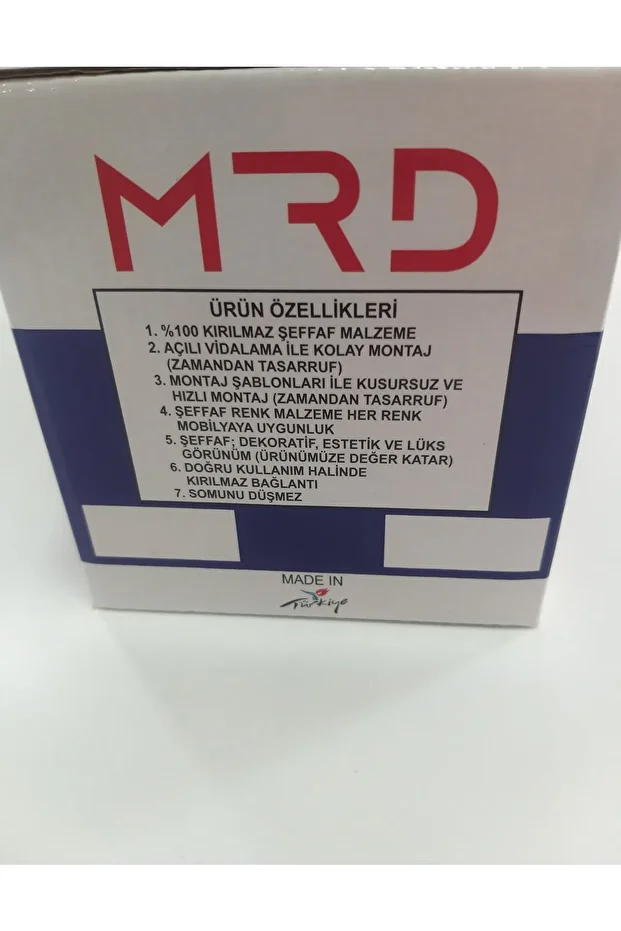 MRD
ÜRÜN ÖZELLİKLERİ
1. %100 KIRILMAZ ŞEFFAF MALZEME
2. AÇILI VİDALAMA İLE KOLAY MONTAJ
(ZAMANDAN TASARRUF)
3. MONTAJ ŞABLONLARI İLE KUSURSUZ VE
HIZLI MONTAJ (ZAMANDAN TASARRUF)
4. ŞEFFAF RENK MALZEME HER RENK
MOBİLYAYA UYGUNLUK
5. ŞEFFAF; DEKORATİF, ESTETİK VE LÜKS
GÖRÜNÜM (ÜRÜNÜMÜZE DEĞER KATAR)
6. DOĞRU KULLANIM HALİNDE
KIRILMAZ BAĞLANTI
7. SOMUNU DÜŞMEZ
MADE IN
Türkiye